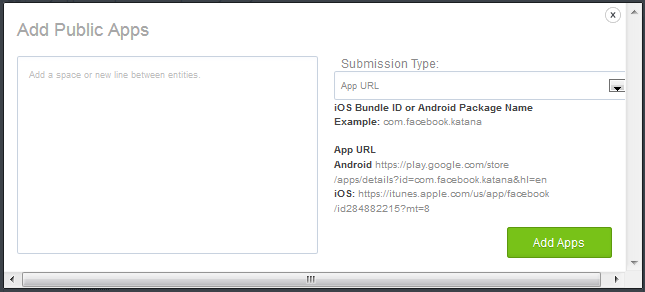 x
Add Public Apps
Add a space or new line between entities.
Submission Type:
App URL
iOS Bundle ID or Android Package Name
Example: com.facebook.katana
App URL
Android https://play.google.com/store
/apps/details?id=com.facebook.katana&hl=en
iOS: https://itunes.apple.com/us/app/facebook
/id284882215?mt=8
Add Apps